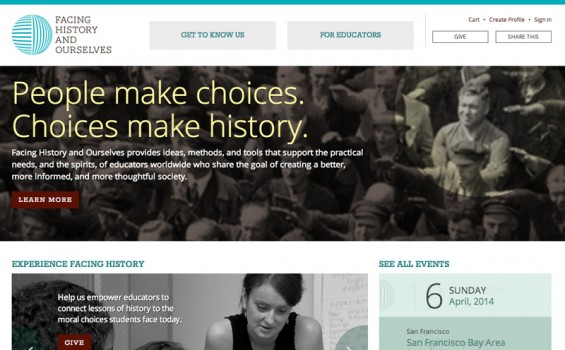 FACING
HISTORY
AND
OURSELVES
GET TO KNOW US
FOR EDUCATORS
Cart • Create Profile • Sign in
GIVE
SHARE THIS
People make choices.
Choices make history.
Facing History and Ourselves provides ideas, methods, and tools that support the practical
needs, and the spirits, of educators worldwide who share the goal of creating a better,
more informed, and more thoughtful society.
LEARN MORE
EXPERIENCE FACING HISTORY
Help us empower educators to
connect lessons of history to the
moral choices students face today.
GIVE
SEE ALL EVENTS
6
SUNDAY
April, 2014
San Francisco
San Francisco Bay Area